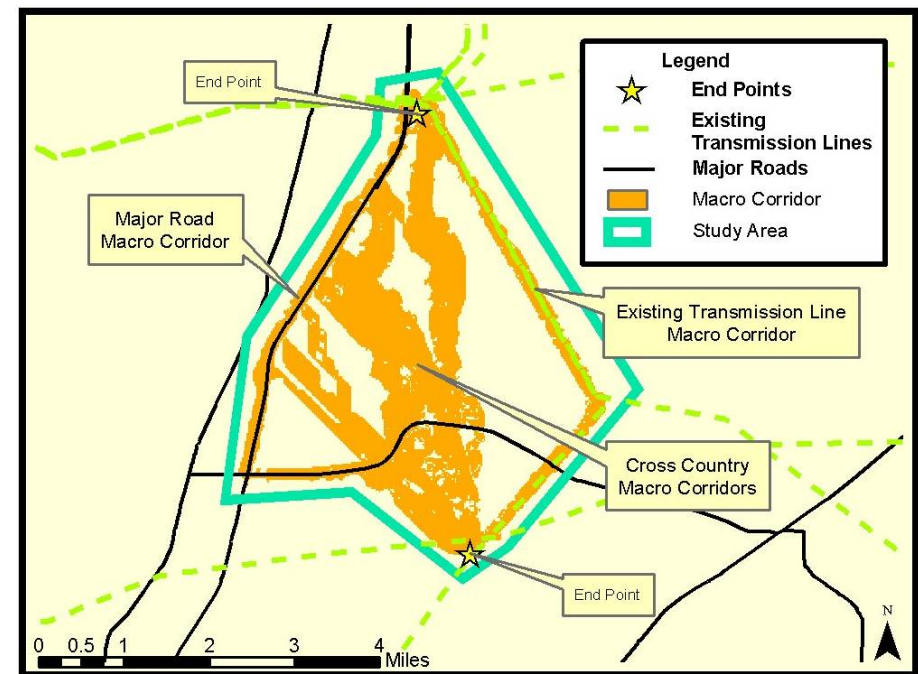 End Point
Legend
End Points
Existing
Transmission Lines
Major Roads
Macro Corridor
Study Area
Major Road
Macro Corridor
Existing Transmission Line
Macro Corridor
Cross Country
Macro Corridors
End Point
N
0 0.5 1 2 3 4
Miles